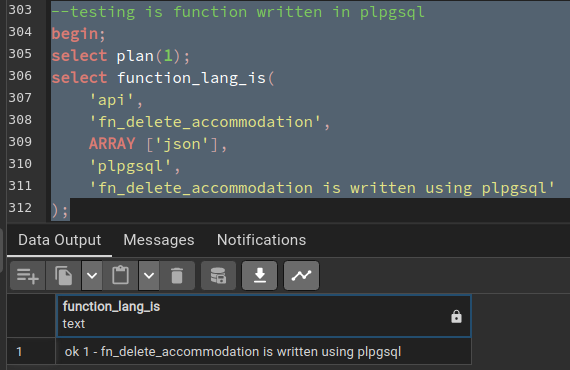 303 --testing is function written in plpgsql
304 begin;
305 select plan(1);
306 select function_lang_is(
307     'api',
308     'fn_delete_accommodation',
309     ARRAY ['json'],
310     'plpgsql',
311     'fn_delete_accommodation is written using plpgsql'
312 );
Data Output Messages Notifications
function_lang_is
text
1 ok 1 - fn_delete_accommodation is written using plpgsql